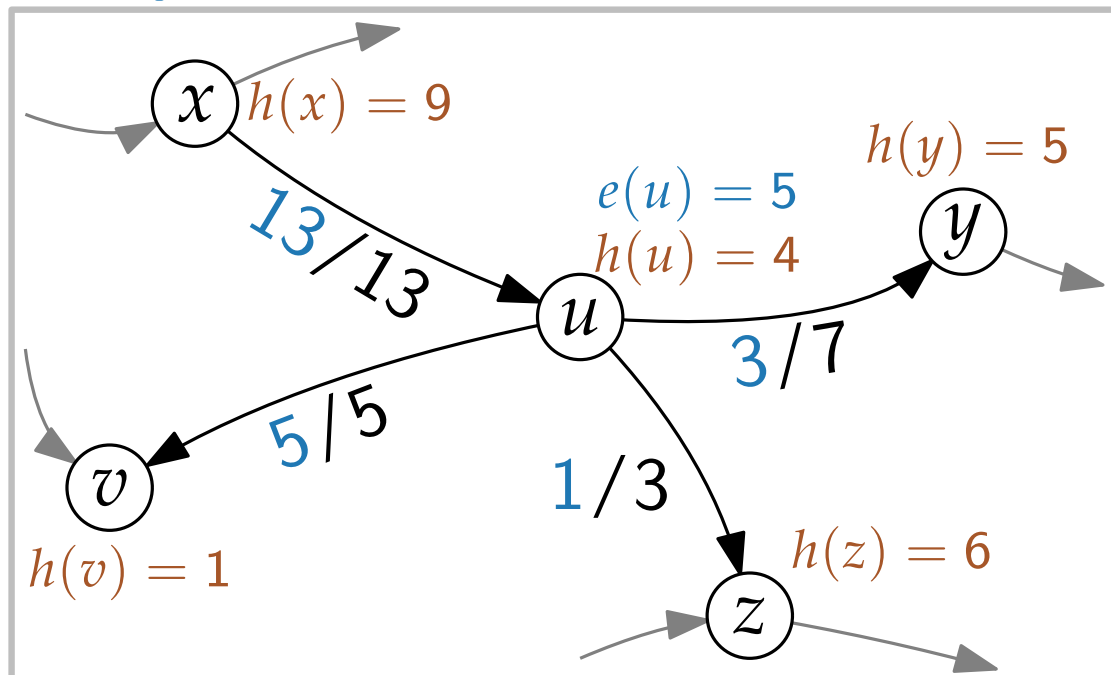 x
h(x) = 9
h(y) = 5
e(u) = 5
y
13/13
h(u) = 4
u
3/7
5/5
1/3
v
h(z) = 6
h(v) = 1
z